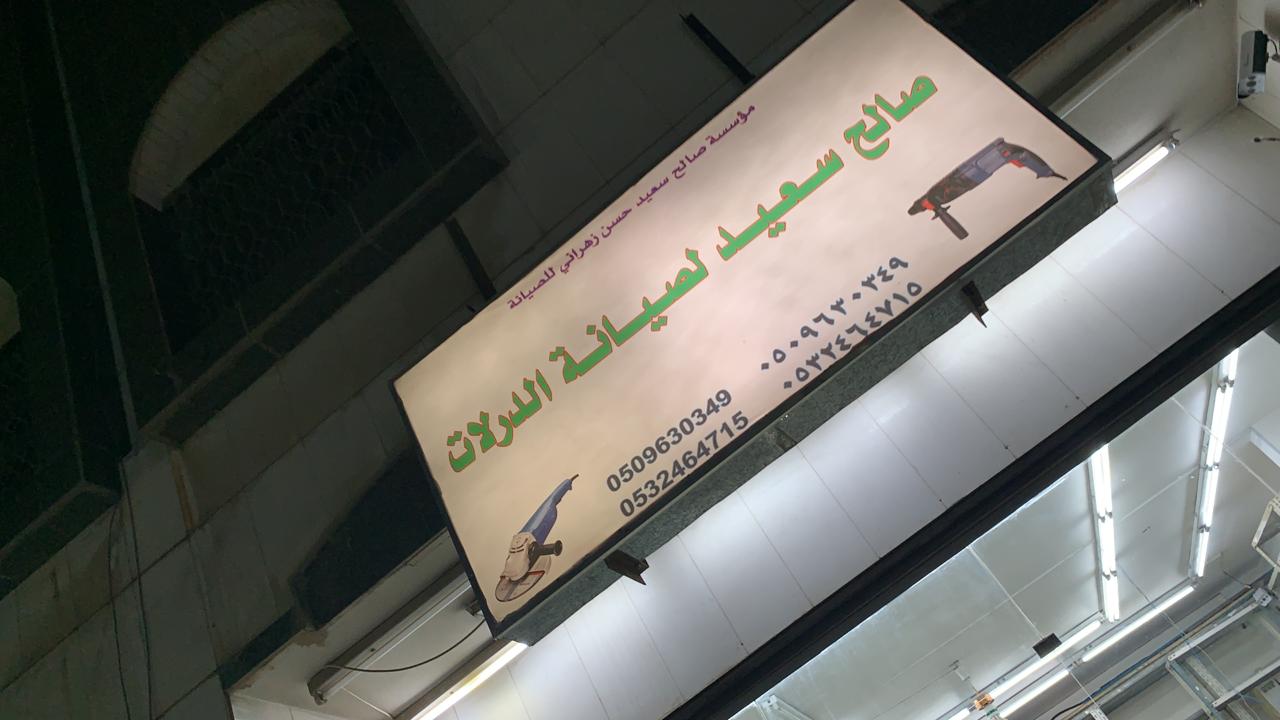 مؤسسة صالح سعيد حسن زهراني للصيانة
صالح سعيد لصيانة الدرلات
٠٥٠٩٦٣٠٣٤٩
٠٥٣٢٤٦٤٧١٥
0509630349
0532464715